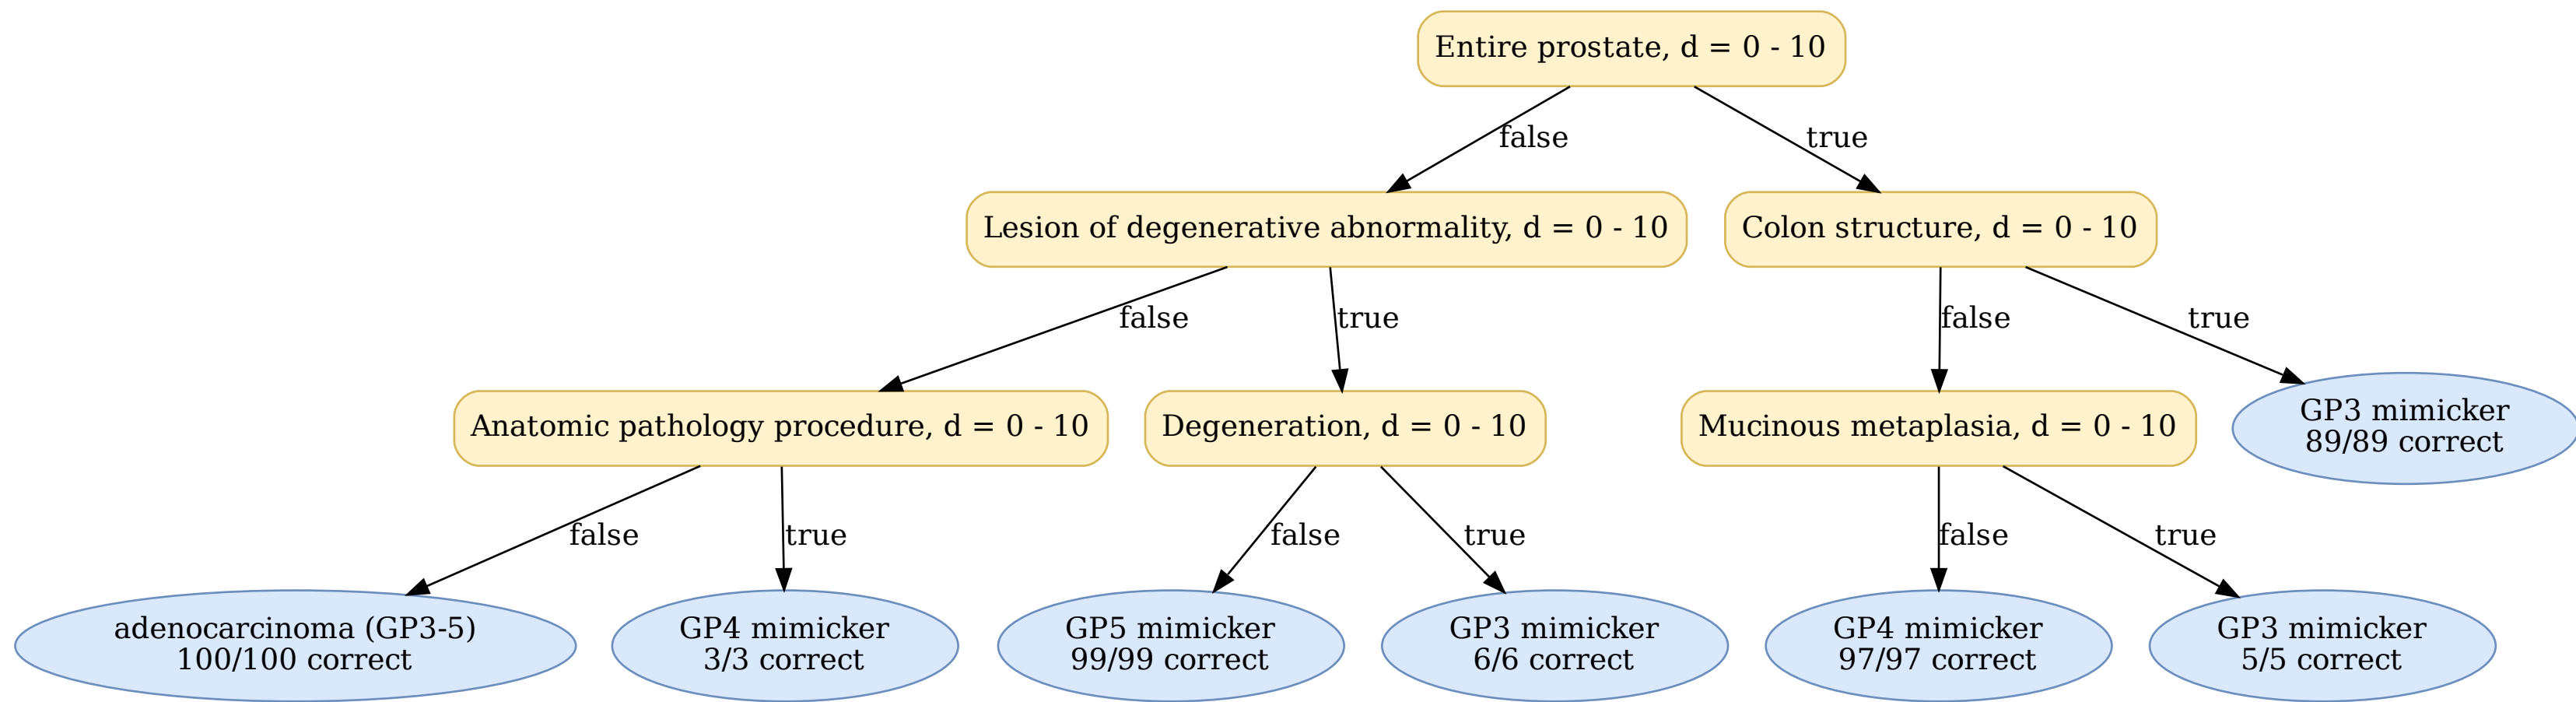 Entire prostate, d = 0 - 10
false
true
Lesion of degenerative abnormality, d = 0 - 10
Colon structure, d = 0 - 10
false
true
false
true
Anatomic pathology procedure, d = 0 - 10
Degeneration, d = 0 - 10
Mucinous metaplasia, d = 0 - 10
GP3 mimicker
89/89 correct
false
true
false
true
false
true
adenocarcinoma (GP3-5)
100/100 correct
GP4 mimicker
3/3 correct
GP5 mimicker
99/99 correct
GP3 mimicker
6/6 correct
GP4 mimicker
97/97 correct
GP3 mimicker
5/5 correct